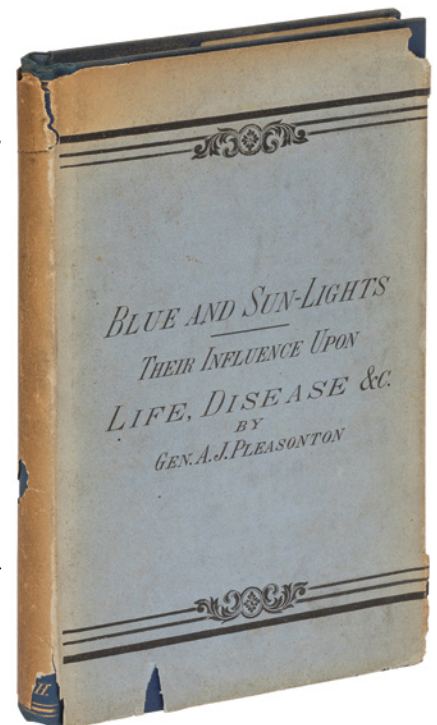 BLUE AND SUN-LIGHTS
THEIR INFLUENCE UPON
LIFE, DISEASE &C.
BY
GEN. A. J. PLEASONTON
H.